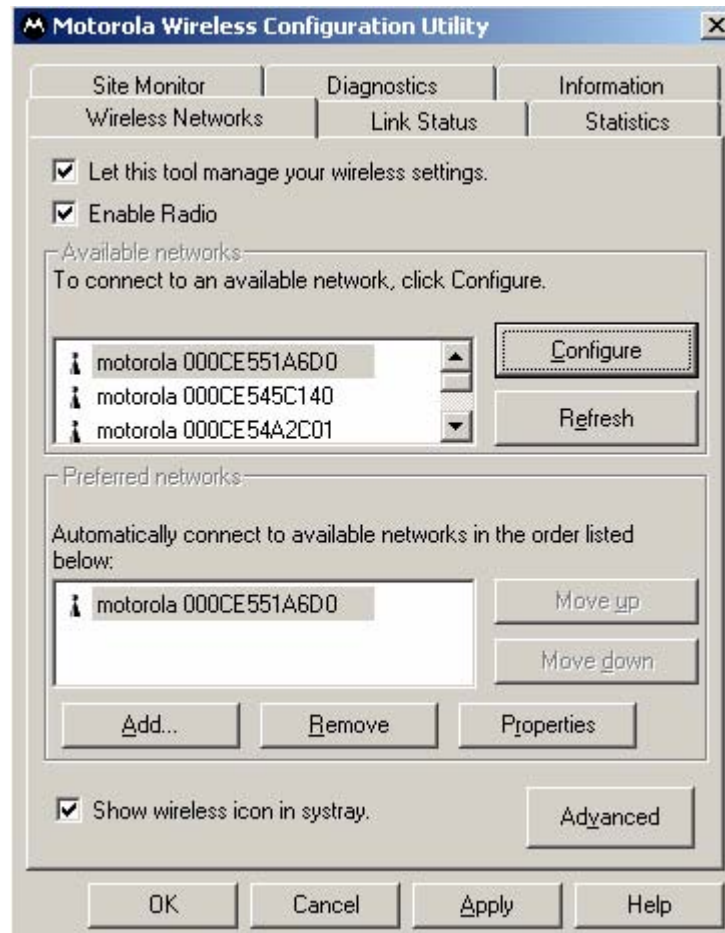 Motorola Wireless Configuration Utility
Site Monitor
Diagnostics
Information
Wireless Networks
Link Status
Statistics
Let this tool manage your wireless settings.
Enable Radio
Available networks
To connect to an available network, click Configure.
motorola 000CE551A6D0
motorola 000CE545C140
motorola 000CE54A2C01
Configure
Refresh
Preferred networks
Automatically connect to available networks in the order listed
below:
motorola 000CE551A6D0
Move up
Move down
Add...
Remove
Properties
Show wireless icon in systray.
Advanced
OK
Cancel
Apply
Help